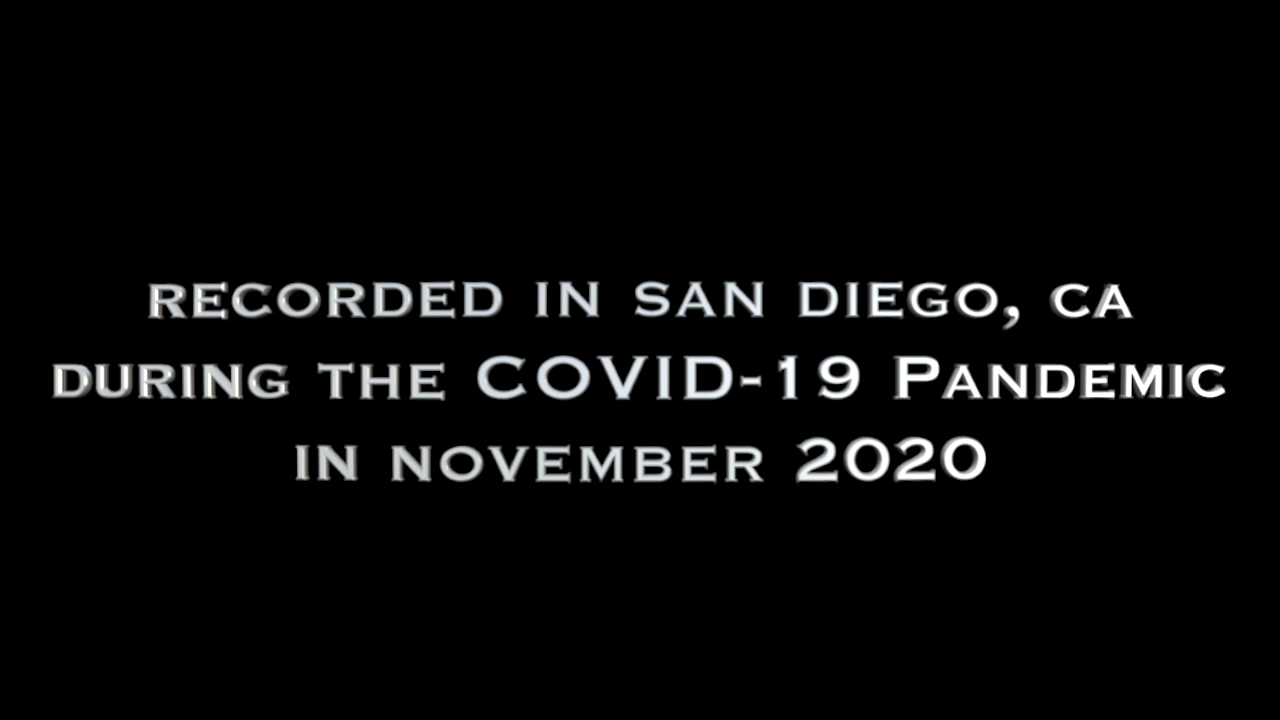 RECORDED IN SAN DIEGO, CA
DURING THE COVID-19 PANDEMIC
IN NOVEMBER 2020